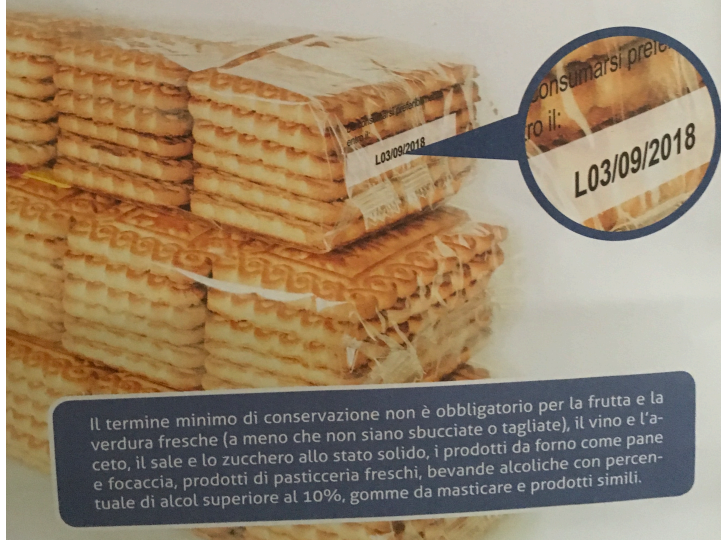 L03/09/2018
onsumarsi prefe
ro il:
L03/09/2018
Il termine minimo di conservazione non è obbligatorio per la frutta e la
verdura fresche (a meno che non siano sbucciate o tagliate), il vino e l'a-
ceto, il sale e lo zucchero allo stato solido, i prodotti da forno come pane
e focaccia, prodotti di pasticceria freschi, bevande alcoliche con percen-
tuale di alcol superiore al 10%, gomme da masticare e prodotti simili.